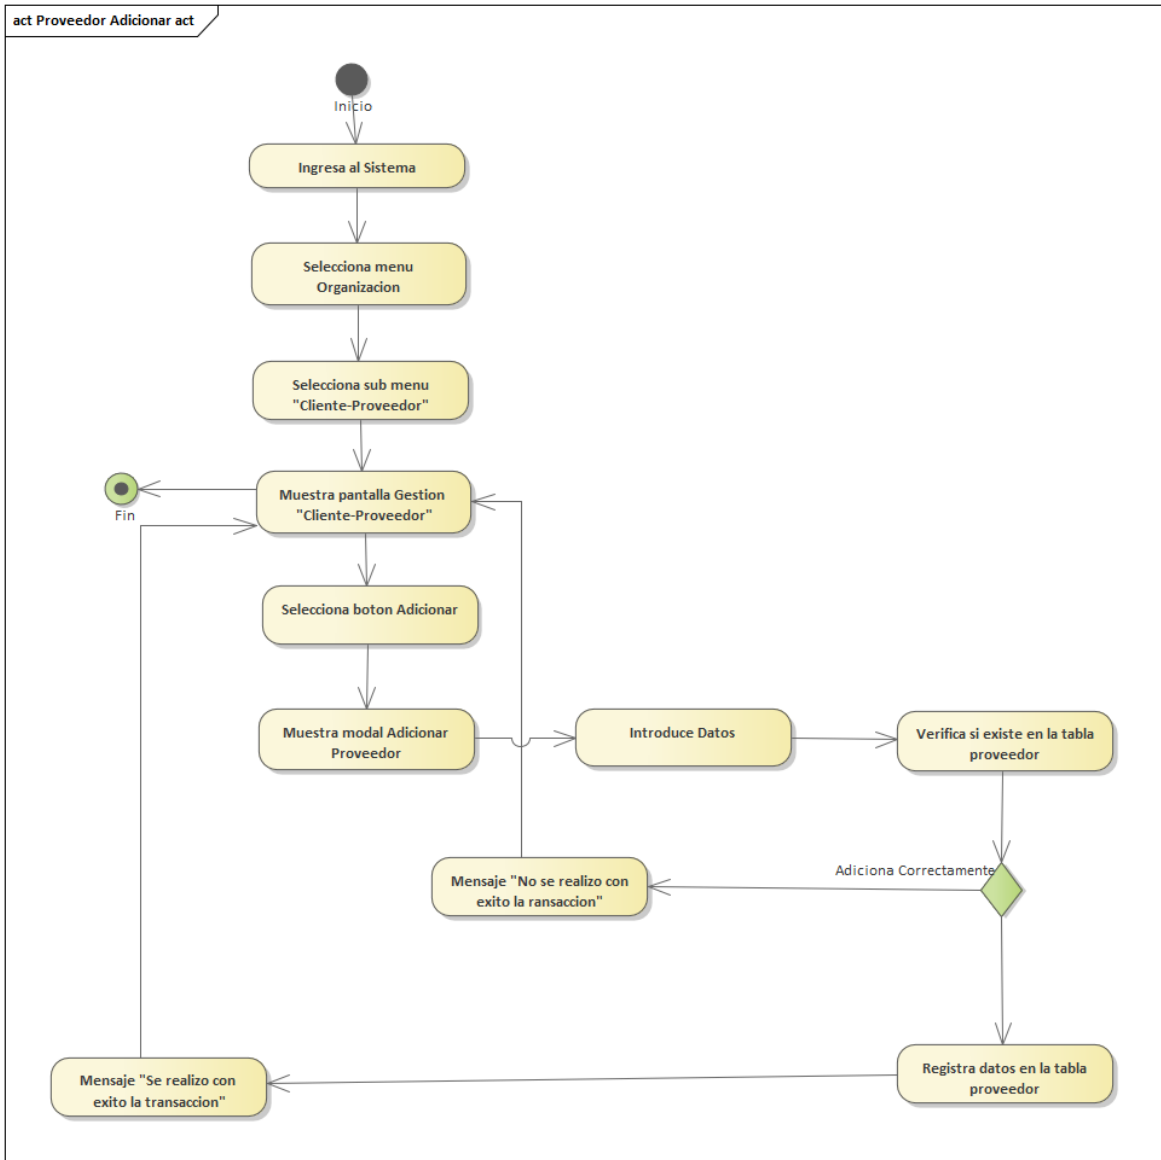 act Proveedor Adicionar act
Inicio
Ingresa al Sistema
Selecciona menu
Organizacion
Selecciona sub menu
"Cliente-Proveedor"
Muestra pantalla Gestion
"Cliente-Proveedor"
Fin
Selecciona boton Adicionar
Muestra modal Adicionar
Proveedor
Introduce Datos
Verifica si existe en la tabla
proveedor
Adiciona Correctamente
Mensaje "No se realizo con
exito la ransaccion"
Registra datos en la tabla
proveedor
Mensaje "Se realizo con
exito la transaccion"